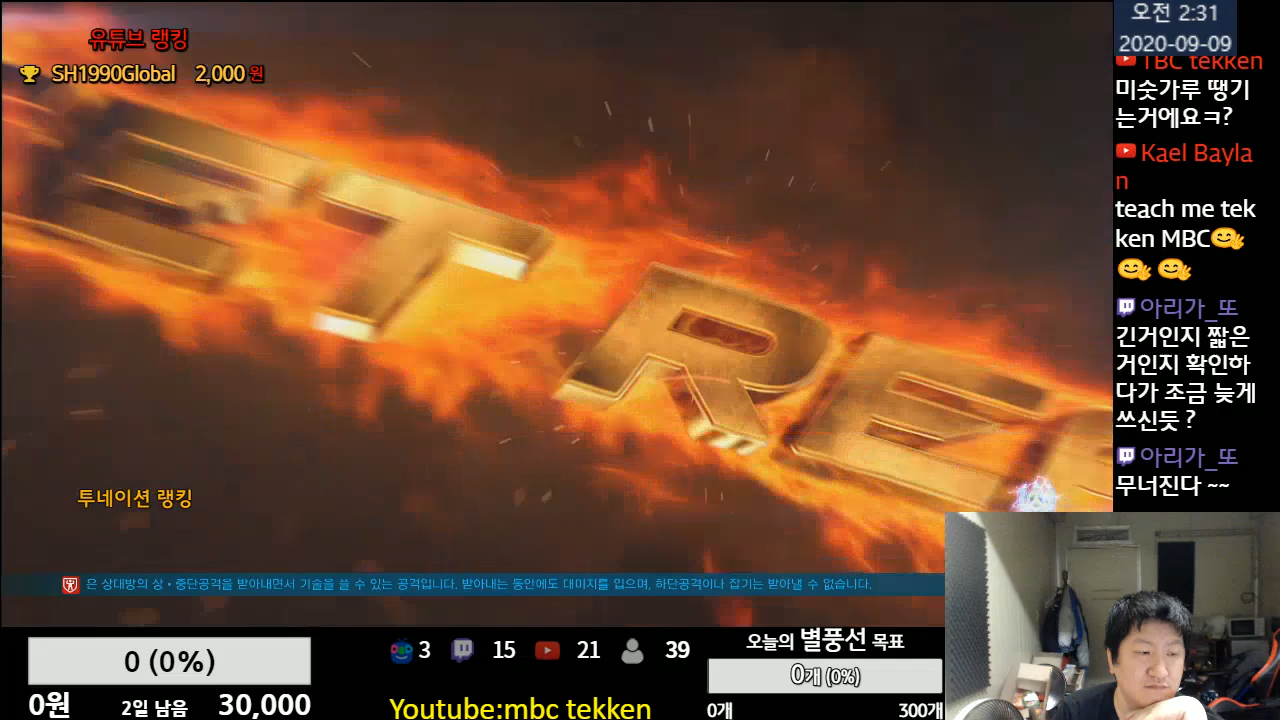 유튜브 랭킹
SH1990Global 2,000 원
ET RE
투네이션 랭킹
은 상대방의 상·중단공격을 받아내면서 기술을 쓸 수 있는 공격입니다. 받아내는 동안에도 대미지를 입으며, 하단공격이나 잡기는 받아낼 수 없습니다.
오전 2:31
2020-09-09
TBC tekken
미숫가루 땡기
는거에요ㅋ?
Kael Bayla
n
teach me tek
ken MBC😊
아리가_또
긴거인지 짧은
거인지 확인하
다가 조금 늦게
쓰신듯 ?
아리가_또
무너진다 ~~
0 (0%)
0원 2일 남음 30,000
3 15 21 39
Youtube:mbc tekken
오늘의 별풍선 목표
0개 (0%)
0개 300개